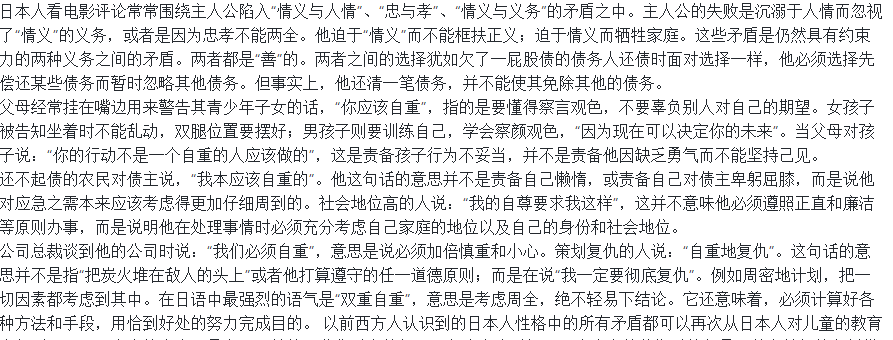 日本人看电影评论常常围绕主人公陷入"情义与人情"、"忠与孝"、"情义与义务"的矛盾之中。主人公的失败是沉溺于人情而忽视
了"情义"的义务，或者是因为忠孝不能两全。他迫于"情义"而不能框扶正义；迫于情义而牺牲家庭。这些矛盾是仍然具有约束
力的两种义务之间的矛盾。两者都是"善"的。两者之间的选择犹如欠了一屁股债的债务人还债时面对选择一样，他必须选择先
偿还某些债务而暂时忽略其他债务。但事实上，他还清一笔债务，并不能使其免除其他的债务。
父母经常挂在嘴边用来警告其青少年子女的话，"你应该自重"，指的是要懂得察言观色，不要辜负别人对自己的期望。女孩子
被告知坐着时不能乱动，双腿位置要摆好；男孩子则要训练自己，学会察颜观色，"因为现在可以决定你的未来"。当父母对孩
子说："你的行动不是一个自重的人应该做的"，这是责备孩子行为不妥当，并不是责备他因缺乏勇气而不能坚持己见。
还不起债的农民对债主说，"我本应该自重的"。他这句话的意思并不是责备自己懒惰，或责备自己对债主卑躬屈膝，而是说他
对应急之需本来应该考虑得更加仔细周到的。社会地位高的人说："我的自尊要求我这样"，这并不意味他必须遵照正直和廉洁
等原则办事，而是说明他在处理事情时必须充分考虑自己家庭的地位以及自己的身份和社会地位。
公司总裁谈到他的公司时说："我们必须自重"，意思是说必须加倍慎重和小心。策划复仇的人说："自重地复仇"。这句话的意
思并不是指"把炭火堆在敌人的头上"或者他打算遵守的任一道德原则；而是在说"我一定要彻底复仇"。例如周密地计划，把一
切因素都考虑到其中。在日语中最强烈的语气是"双重自重"，意思是考虑周全，绝不轻易下结论。它还意味着，必须计算好各
种方法和手段，用恰到好处的努力完成目的。 以前西方人认识到的日本人性格中的所有矛盾都可以再次从日本人对儿童的教育